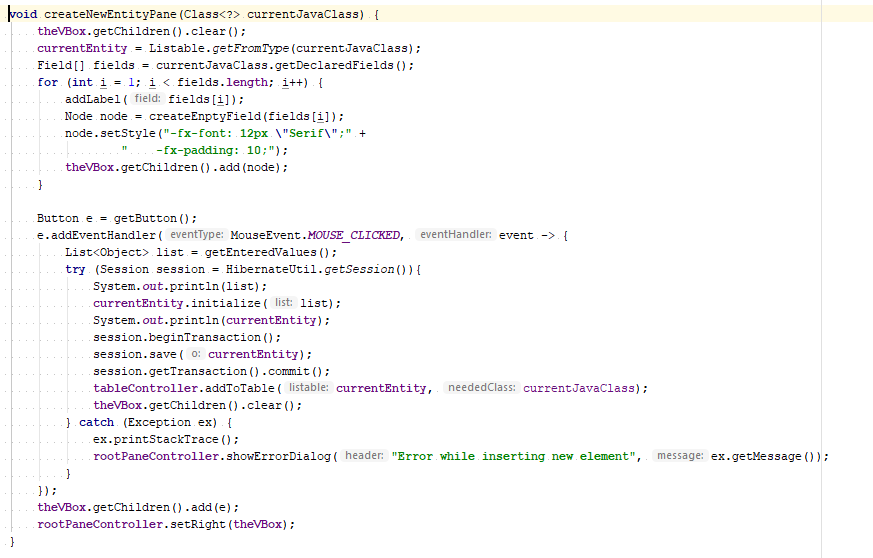 void createNewEntityPane(Class<?> currentJavaClass) {
    theVBox.getChildren().clear();
    currentEntity = Listable.getFromType(currentJavaClass);
    Field[] fields = currentJavaClass.getDeclaredFields();
    for (int i = 1; i < fields.length; i++) {
        addLabel( field: fields[i]);
        Node node = createEnptyField(fields[i]);
        node.setStyle("-fx-font: 12px \"Serif\";" +
                "    -fx-padding: 10;");
        theVBox.getChildren().add(node);
    }

    Button e = getButton();
    e.addEventHandler( eventType: MouseEvent.MOUSE_CLICKED, eventHandler: event -> {
        List<Object> list = getEnteredValues();
        try (Session session = HibernateUtil.getSession()){
            System.out.println(list);
            currentEntity.initialize( list: list);
            System.out.println(currentEntity);
            session.beginTransaction();
            session.save( o: currentEntity);
            session.getTransaction().commit();
            tableController.addToTable( listable: currentEntity, neededClass: currentJavaClass);
            theVBox.getChildren().clear();
        } catch (Exception ex) {
            ex.printStackTrace();
            rootPaneController.showErrorDialog( header: "Error while inserting new element", message: ex.getMessage());
        }
    });
    theVBox.getChildren().add(e);
    rootPaneController.setRight(theVBox);
}